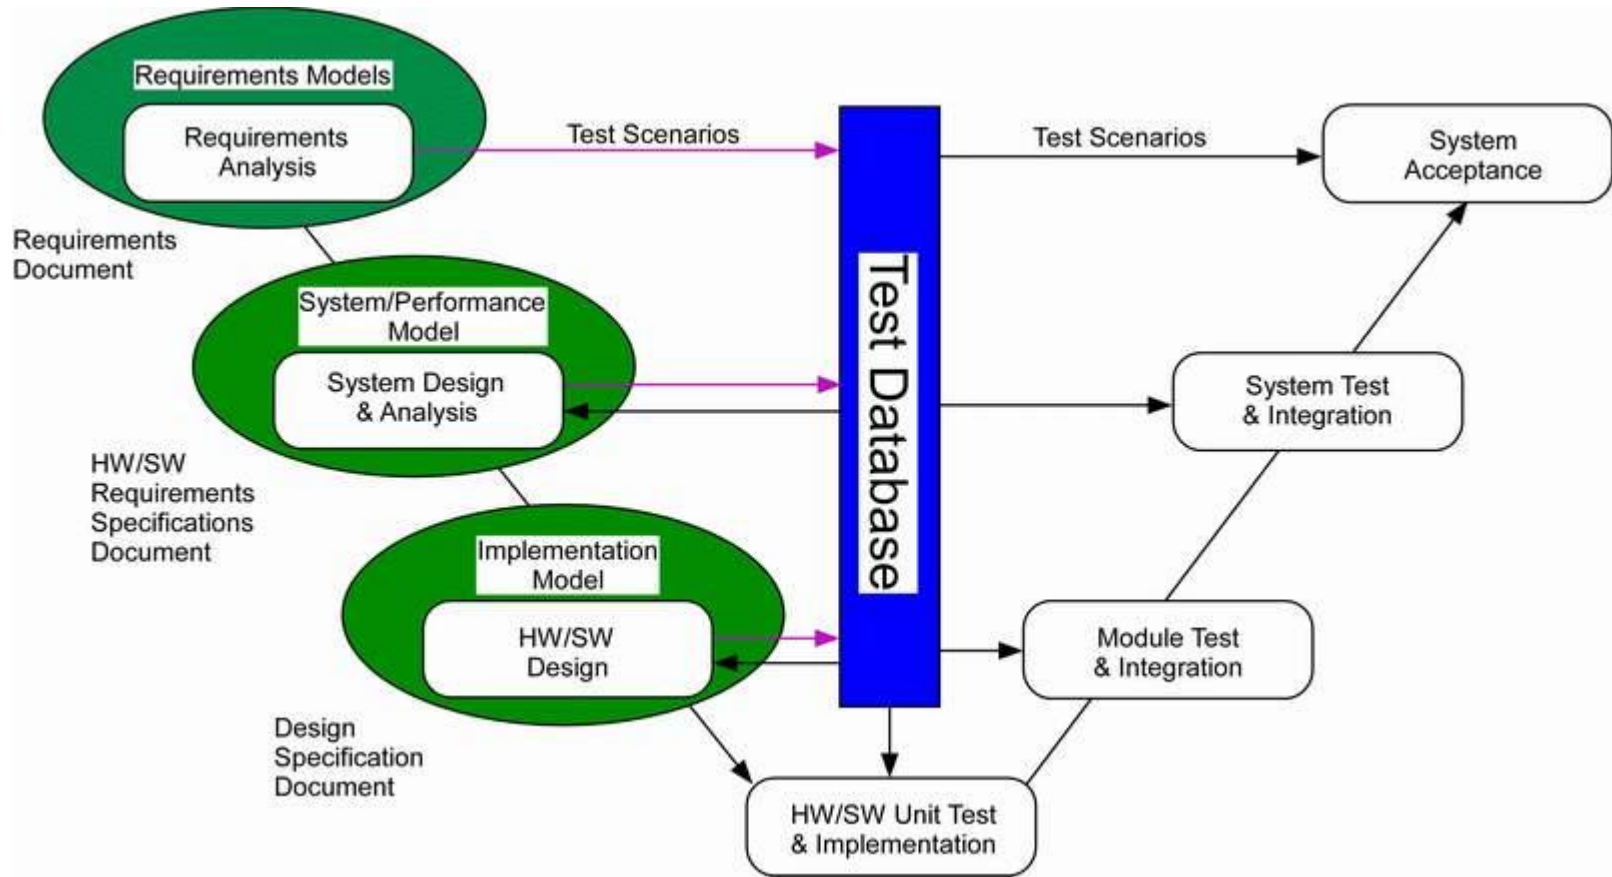 Requirements Models
Requirements
Analysis
Test Scenarios
Test Scenarios
System
Acceptance
Requirements
Document
System/Performance
Model
System Design
& Analysis
Test Database
System Test
& Integration
HW/SW
Requirements
Specifications
Document
Implementation
Model
HW/SW
Design
Module Test
& Integration
Design
Specification
Document
HW/SW Unit Test
& Implementation